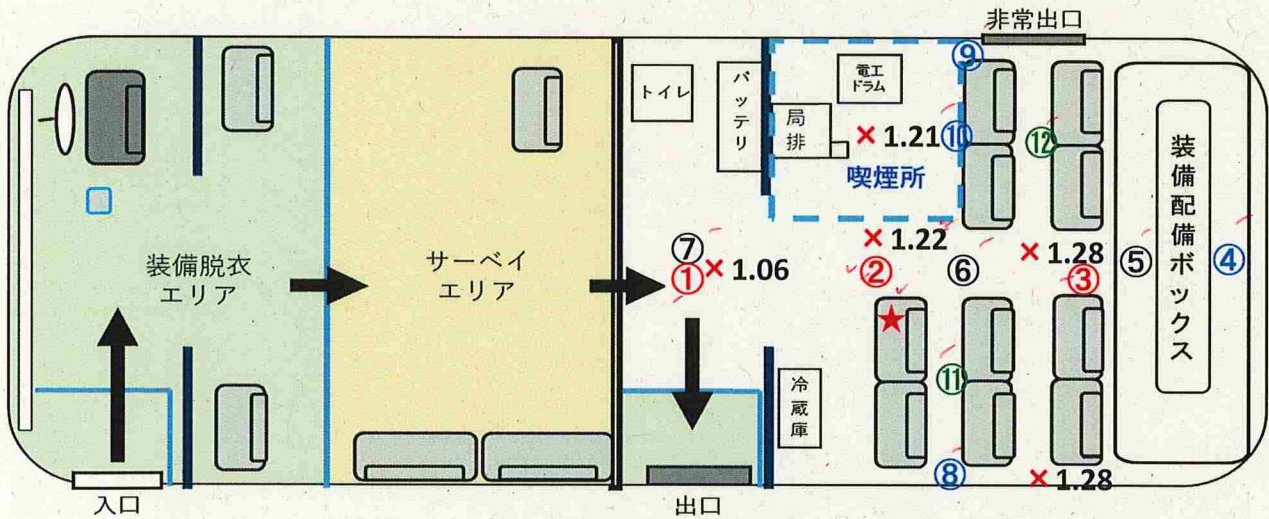 非常出口
トイレ
バッテリ
電工
ドラム
局排
× 1.21
喫煙所
⑨
⑩
⑫
装備配備ボックス
装備脱衣
エリア
サーベイ
エリア
⑦
①
× 1.06
× 1.22
②
⑥
× 1.28
③
⑤
④
★
⑪
冷蔵庫
⑧
× 1.28
入口
出口